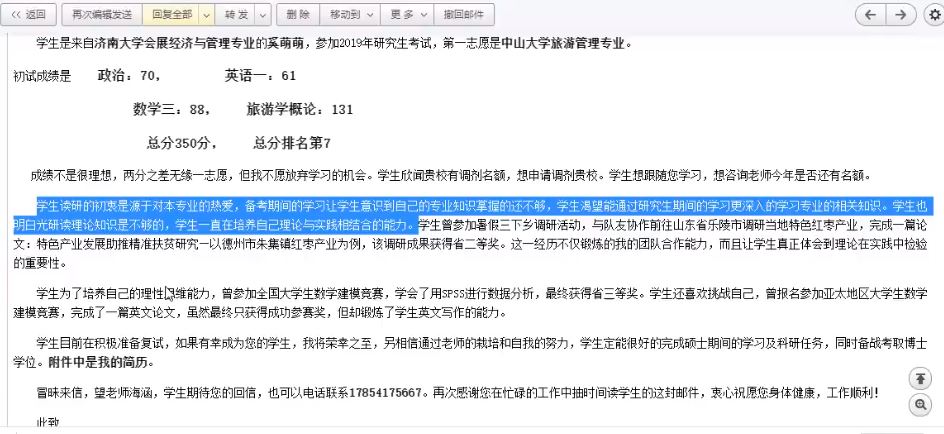 << 返回 再次编辑发送 回复全部 转 发 删 除 移动到 更 多 撤回邮件
学生是来自济南大学会展经济与管理专业的奚萌萌，参加2019年研究生考试，第一志愿是中山大学旅游管理专业。
初试成绩是 政治：70， 英语一：61
数学三：88， 旅游学概论：131
总分350分， 总分排名第7
成绩不是很理想，两分之差无缘一志愿，但我不愿放弃学习的机会。学生欣闻贵校有调剂名额，想申请调剂贵校。学生想跟随您学习，想咨询老师今年是否还有名额。
学生读研的初衷是源于对本专业的热爱，备考期间的学习让学生意识到自己的专业知识掌握的还不够，学生渴望能通过研究生期间的学习更深入的学习专业的相关知识。学生也
明白光研读理论知识是不够的，学生一直在培养自己理论与实践相结合的能力。学生曾参加暑假三下乡调研活动，与队友协作前往山东省乐陵市调研当地特色红枣产业，完成一篇论
文：特色产业发展助推精准扶贫研究—以德州市朱集镇红枣产业为例，该调研成果获得省二等奖。这一经历不仅锻炼的我的团队合作能力，而且让学生真正体会到理论在实践中检验
的重要性。
学生为了培养自己的理性思维能力，曾参加全国大学生数学建模竞赛，学会了用SPSS进行数据分析，最终获得省三等奖。学生还喜欢挑战自己，曾报名参加亚太地区大学生数学
建模竞赛，完成了一篇英文论文，虽然最终只获得成功参赛奖，但却锻炼了学生英文写作的能力。
学生目前在积极准备复试，如果有幸成为您的学生，我将荣幸之至，另相信通过老师的栽培和自我的努力，学生定能很好的完成硕士期间的学习及科研任务，同时备战考取博士
学位。附件中是我的简历。
冒昧来信，望老师海涵，学生期待您的回信，也可以电话联系17854175667。再次感谢您在忙碌的工作中抽时间读学生的这封邮件，衷心祝愿您身体健康，工作顺利！
此致